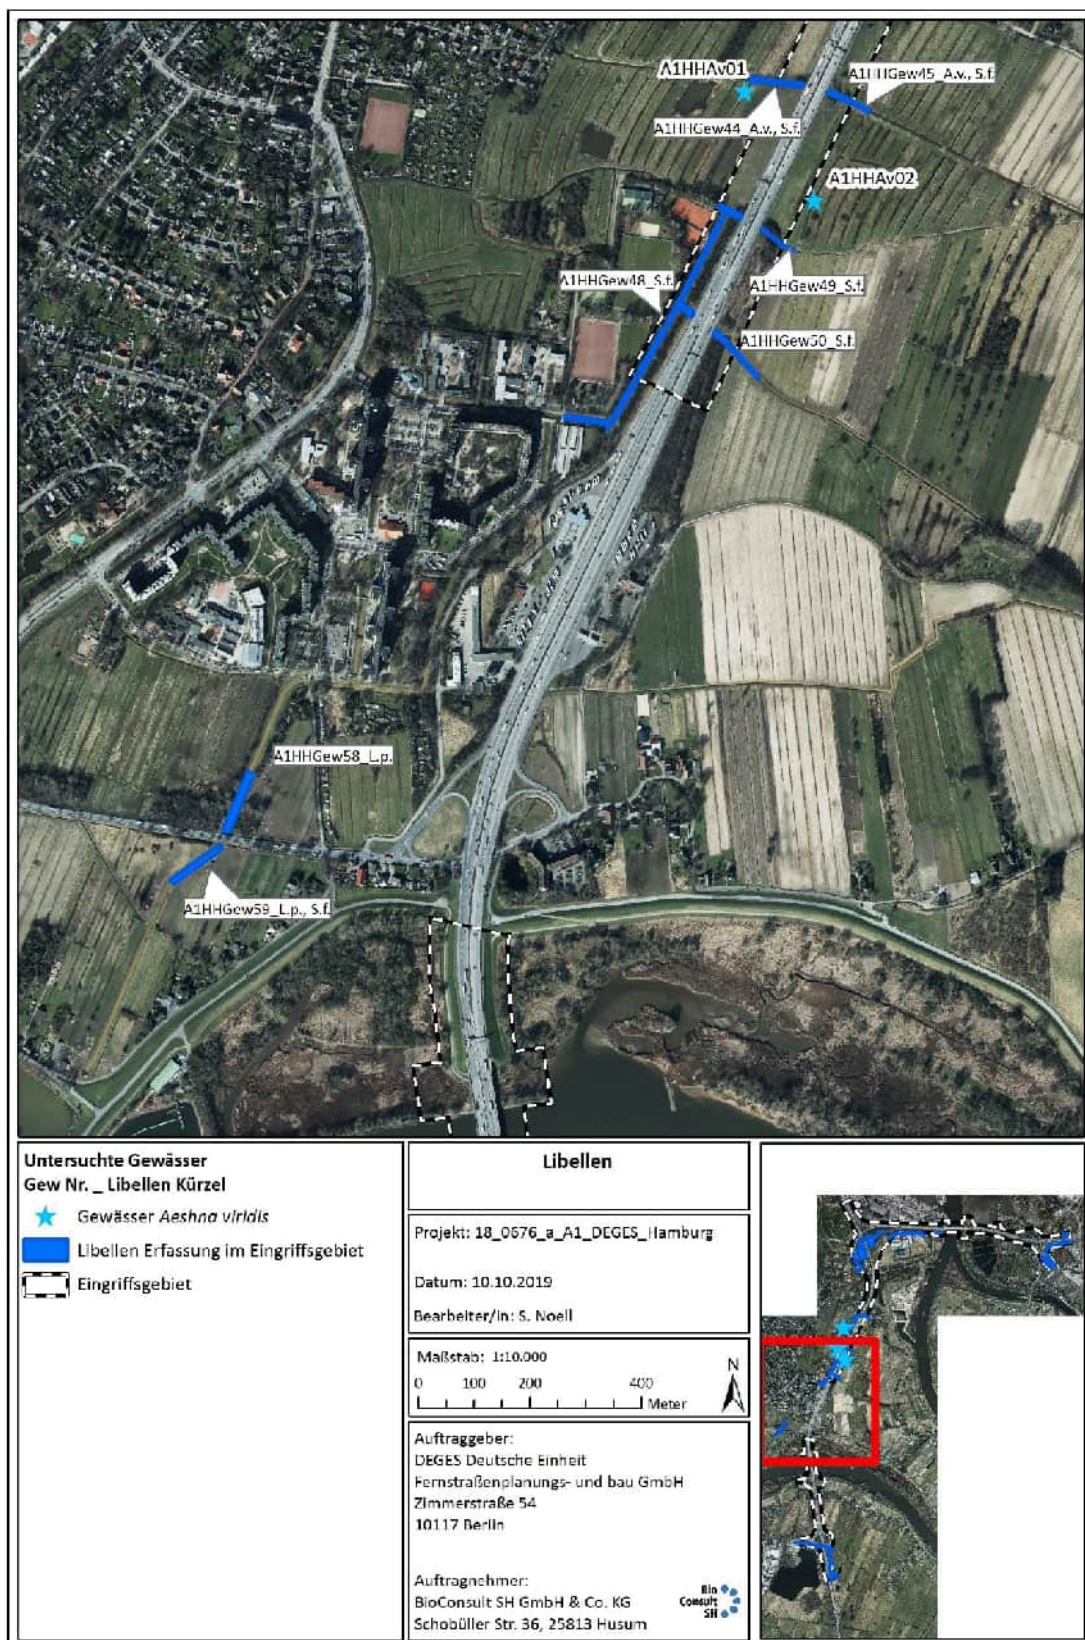 A1HHAv01
A1HHGew45_A.v., S.f.
A1HHGew44_A.v., S.f.
A1HHAv02
A1HHGew48_S.f.
A1HHGew49_S.f.
A1HHGew50_S.f.
A1HHGew58_L.p.
A1HHGew59_L.p., S.f.
Untersuchte Gewässer
Gew Nr. _ Libellen Kürzel
Gewässer Aeshna viridis
Libellen Erfassung im Eingriffsgebiet
Eingriffsgebiet
Libellen
Projekt: 18_0676_a_A1_DEGES_Hamburg
Datum: 10.10.2019
Bearbeiter/in: S. Noell
Maßstab: 1:10.000
0 100 200 400
Meter
N
Auftraggeber:
DEGES Deutsche Einheit
Fernstraßenplanungs- und bau GmbH
Zimmerstraße 54
10117 Berlin
Auftragnehmer:
BioConsult SH GmbH & Co. KG
Schobüller Str. 36, 25813 Husum
Bio
Consult
SH